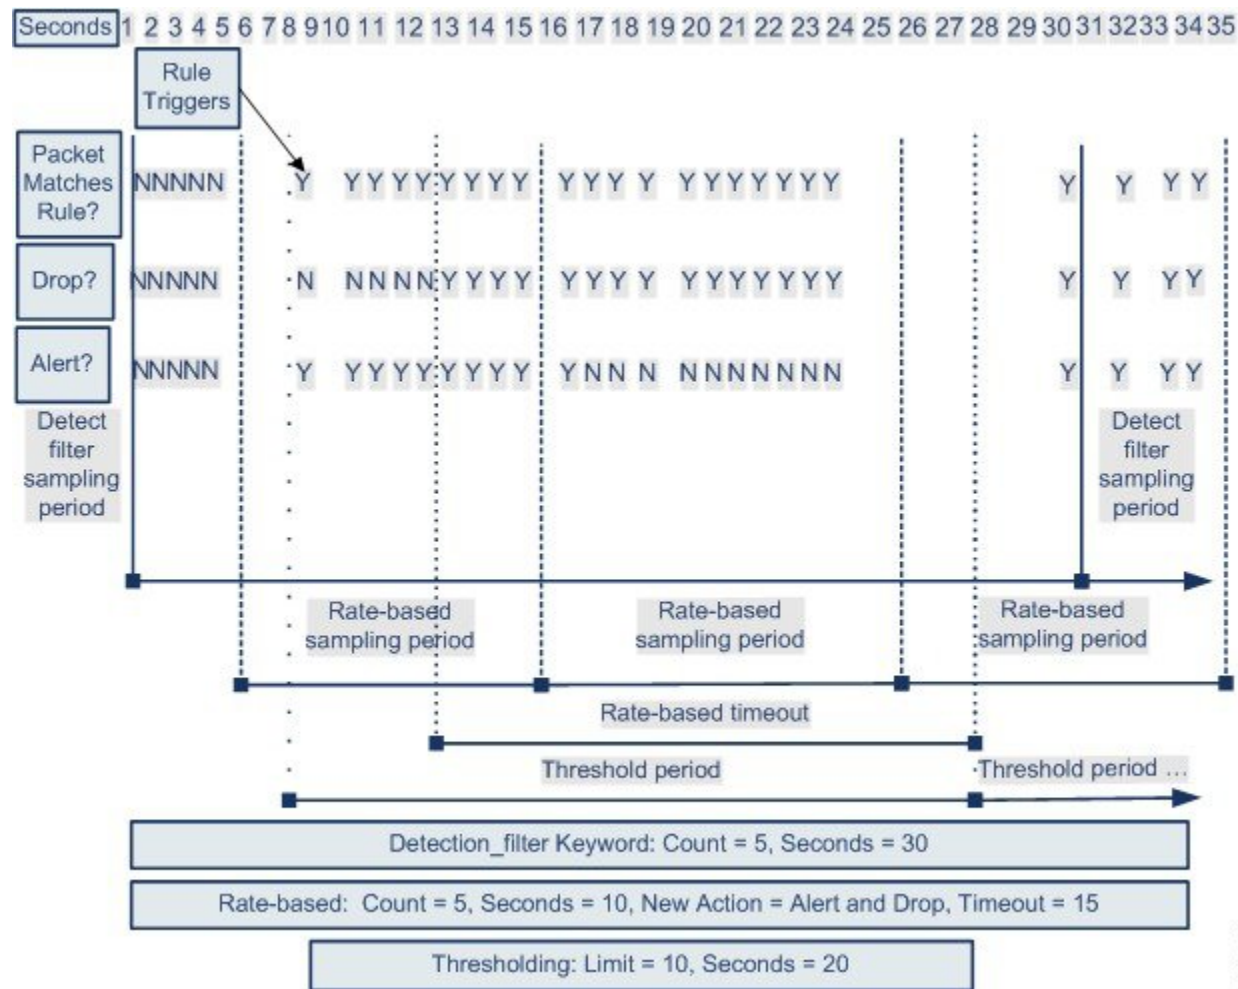 Seconds 1 2 3 4 5 6 7 8 9 10 11 12 13 14 15 16 17 18 19 20 21 22 23 24 25 26 27 28 29 30 31 32 33 34 35
Rule
Triggers
Packet
Matches
Rule?
NNNNN Y Y Y Y Y Y Y Y Y Y Y Y Y Y Y Y Y Y Y Y Y Y Y Y
Drop?
NNNNN N N N N N Y Y Y Y Y Y Y Y Y Y Y Y Y Y Y Y Y Y Y
Alert?
NNNNN Y Y Y Y Y Y Y Y Y Y N N N N N N N N N N Y Y Y Y
Detect
filter
sampling
period
Detect
filter
sampling
period
Rate-based
sampling period
Rate-based
sampling period
Rate-based
sampling period
Rate-based timeout
Threshold period
Threshold period ...
Detection_filter Keyword: Count = 5, Seconds = 30
Rate-based: Count = 5, Seconds = 10, New Action = Alert and Drop, Timeout = 15
Thresholding: Limit = 10, Seconds = 20